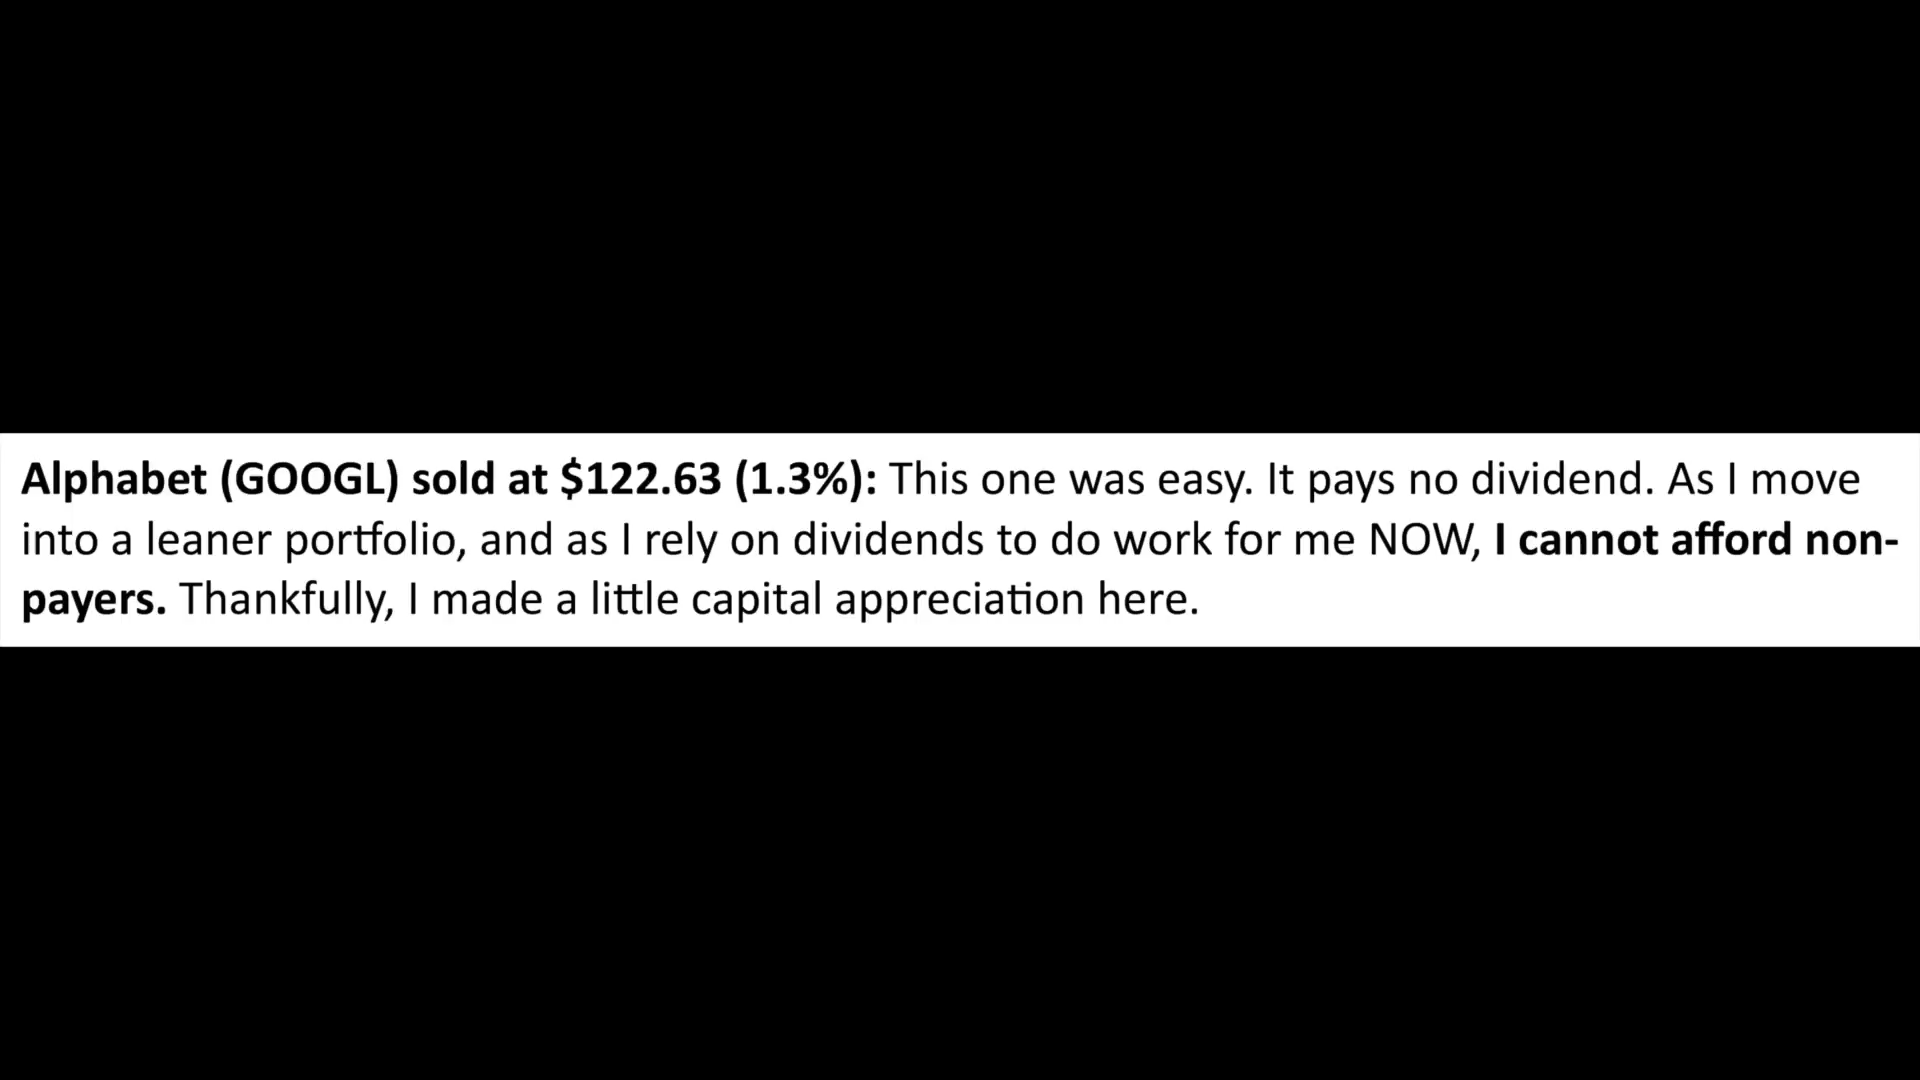 Alphabet (GOOGL) sold at $122.63 (1.3%): This one was easy. It pays no dividend. As I move
into a leaner portfolio, and as I rely on dividends to do work for me NOW, I cannot afford non-
payers. Thankfully, I made a little capital appreciation here.